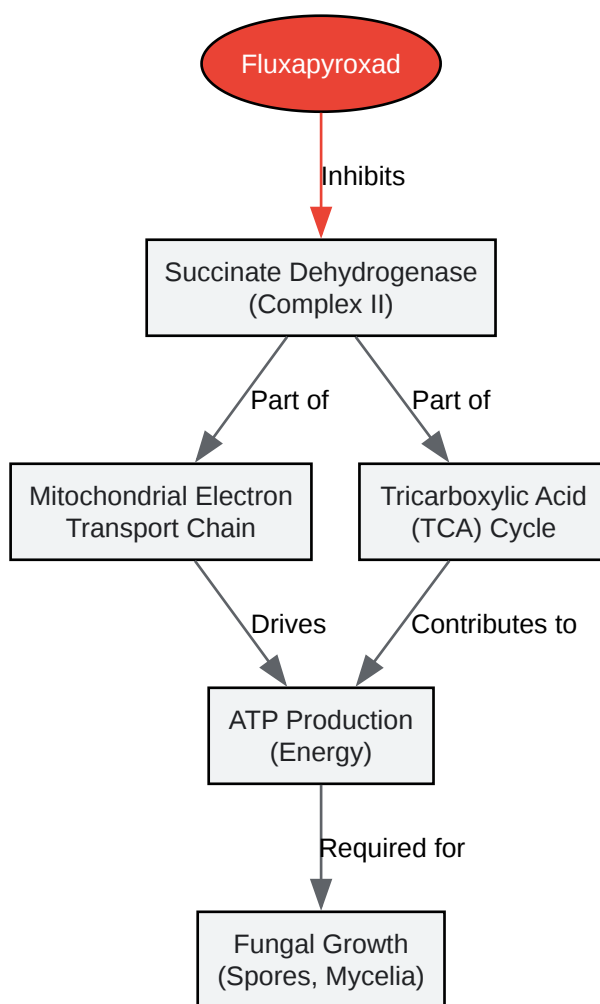 Fluxapyroxad
Inhibits
Succinate Dehydrogenase
(Complex II)
Part of
Part of
Mitochondrial Electron
Transport Chain
Tricarboxylic Acid
(TCA) Cycle
Drives
Contributes to
ATP Production
(Energy)
Required for
Fungal Growth
(Spores, Mycelia)